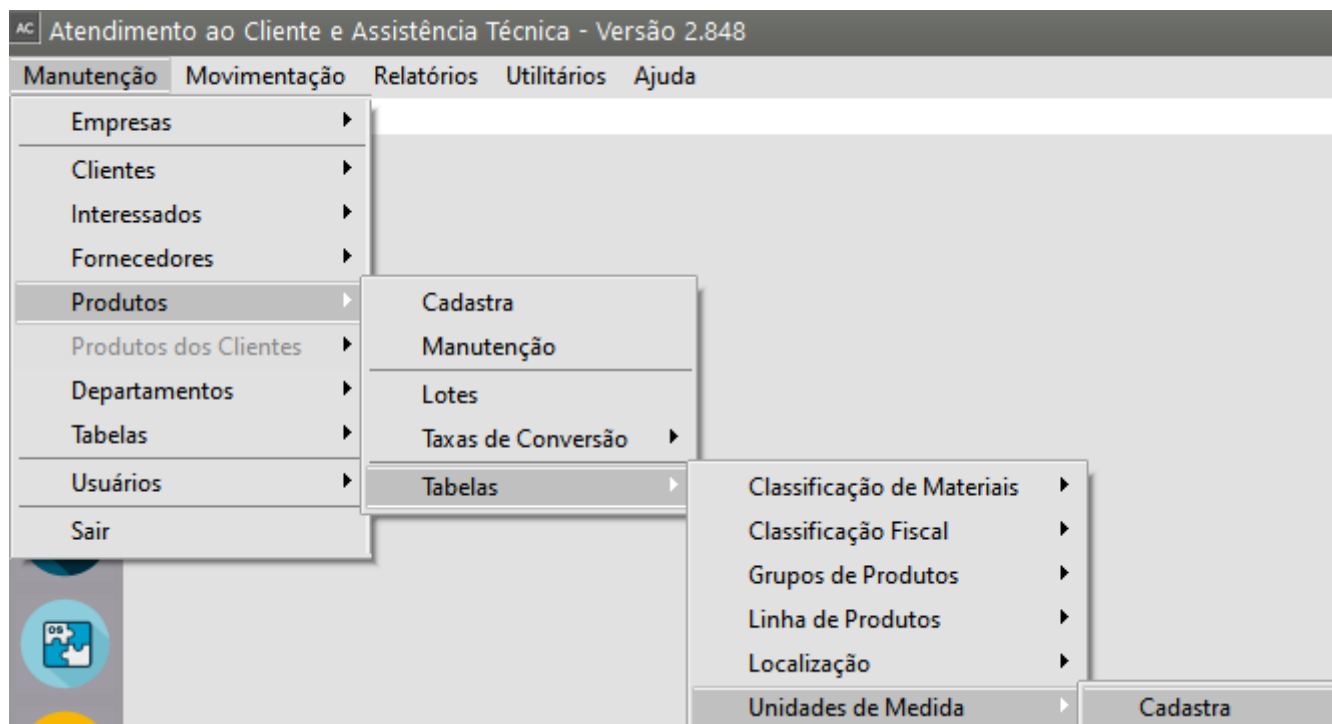 AC Atendimento ao Cliente e Assistência Técnica - Versão 2.848
Manutenção Movimentação Relatórios Utilitários Ajuda
Empresas
Clientes
Interessados
Fornecedores
Produtos
Produtos dos Clientes
Departamentos
Tabelas
Usuários
Sair
Cadastra
Manutenção
Lotes
Taxas de Conversão
Tabelas
Classificação de Materiais
Classificação Fiscal
Grupos de Produtos
Linha de Produtos
Localização
Unidades de Medida
Cadastra
OS